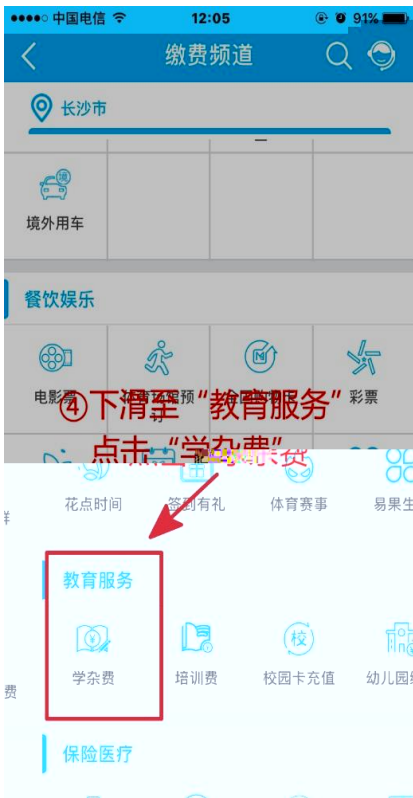 中国电信 12:05 91%
缴费频道
长沙市
境外用车
餐饮娱乐
电影票 彩票
④下滑至“教育服务”
点击“学杂费”
花点时间 签到有礼 体育赛事 易果生
教育服务
学杂费 培训费 校园卡充值 幼儿园
费
保险医疗